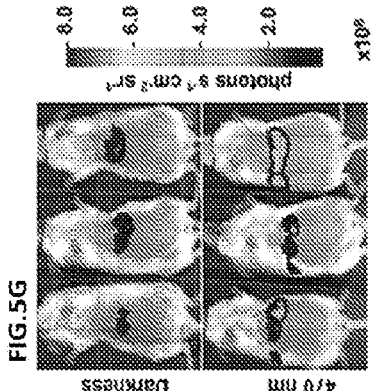 FIG.5G
Darkness
470 nm
8.0
6.0
4.0
2.0
photons s⁻¹ cm⁻² sr⁻¹
x10⁶